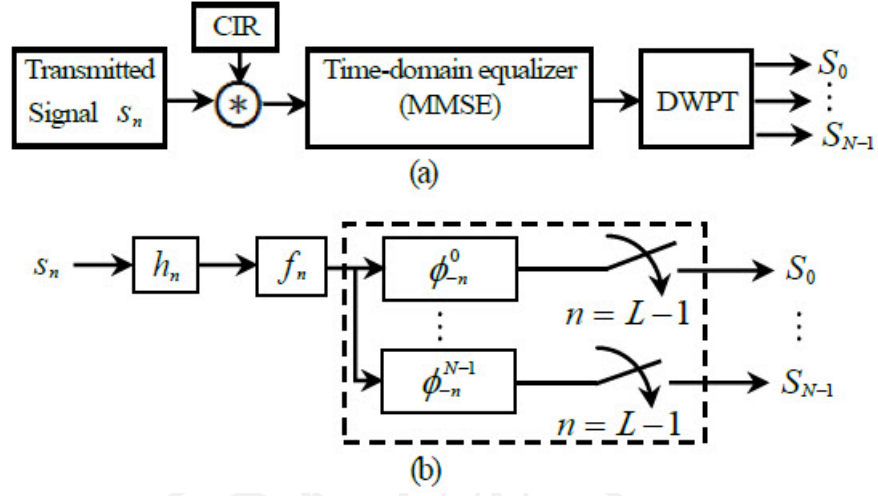 CIR
Transmitted Signal s_n
*
Time-domain equalizer (MMSE)
DWPT
S_0
⋮
S_{N-1}
(a)
s_n
h_n
f_n
ϕ^0_{-n}
n = L-1
S_0
⋮
⋮
ϕ^{N-1}_{-n}
n = L-1
S_{N-1}
(b)